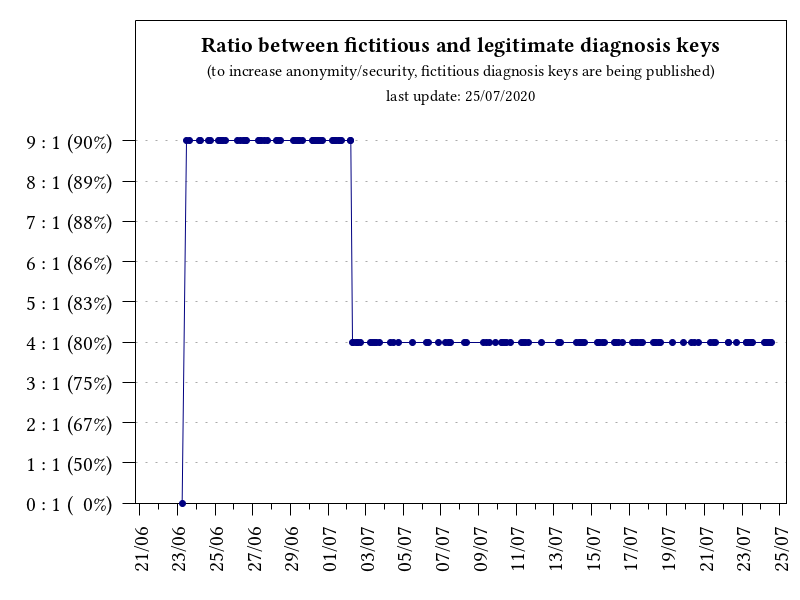 Ratio between fictitious and legitimate diagnosis keys
(to increase anonymity/security, fictitious diagnosis keys are being published)
last update: 25/07/2020
9 : 1 (90%)
8 : 1 (89%)
7 : 1 (88%)
6 : 1 (86%)
5 : 1 (83%)
4 : 1 (80%)
3 : 1 (75%)
2 : 1 (67%)
1 : 1 (50%)
0 : 1 ( 0%)
21/06
23/06
25/06
27/06
29/06
01/07
03/07
05/07
07/07
09/07
11/07
13/07
15/07
17/07
19/07
21/07
23/07
25/07